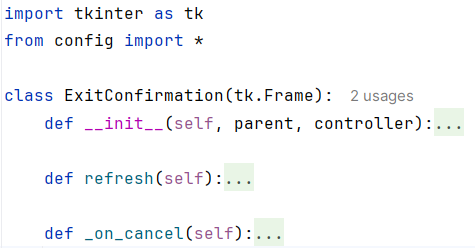 import tkinter as tk
from config import *
class ExitConfirmation(tk.Frame): 2 usages
    def __init__(self, parent, controller):...
    def refresh(self):...
    def _on_cancel(self):...